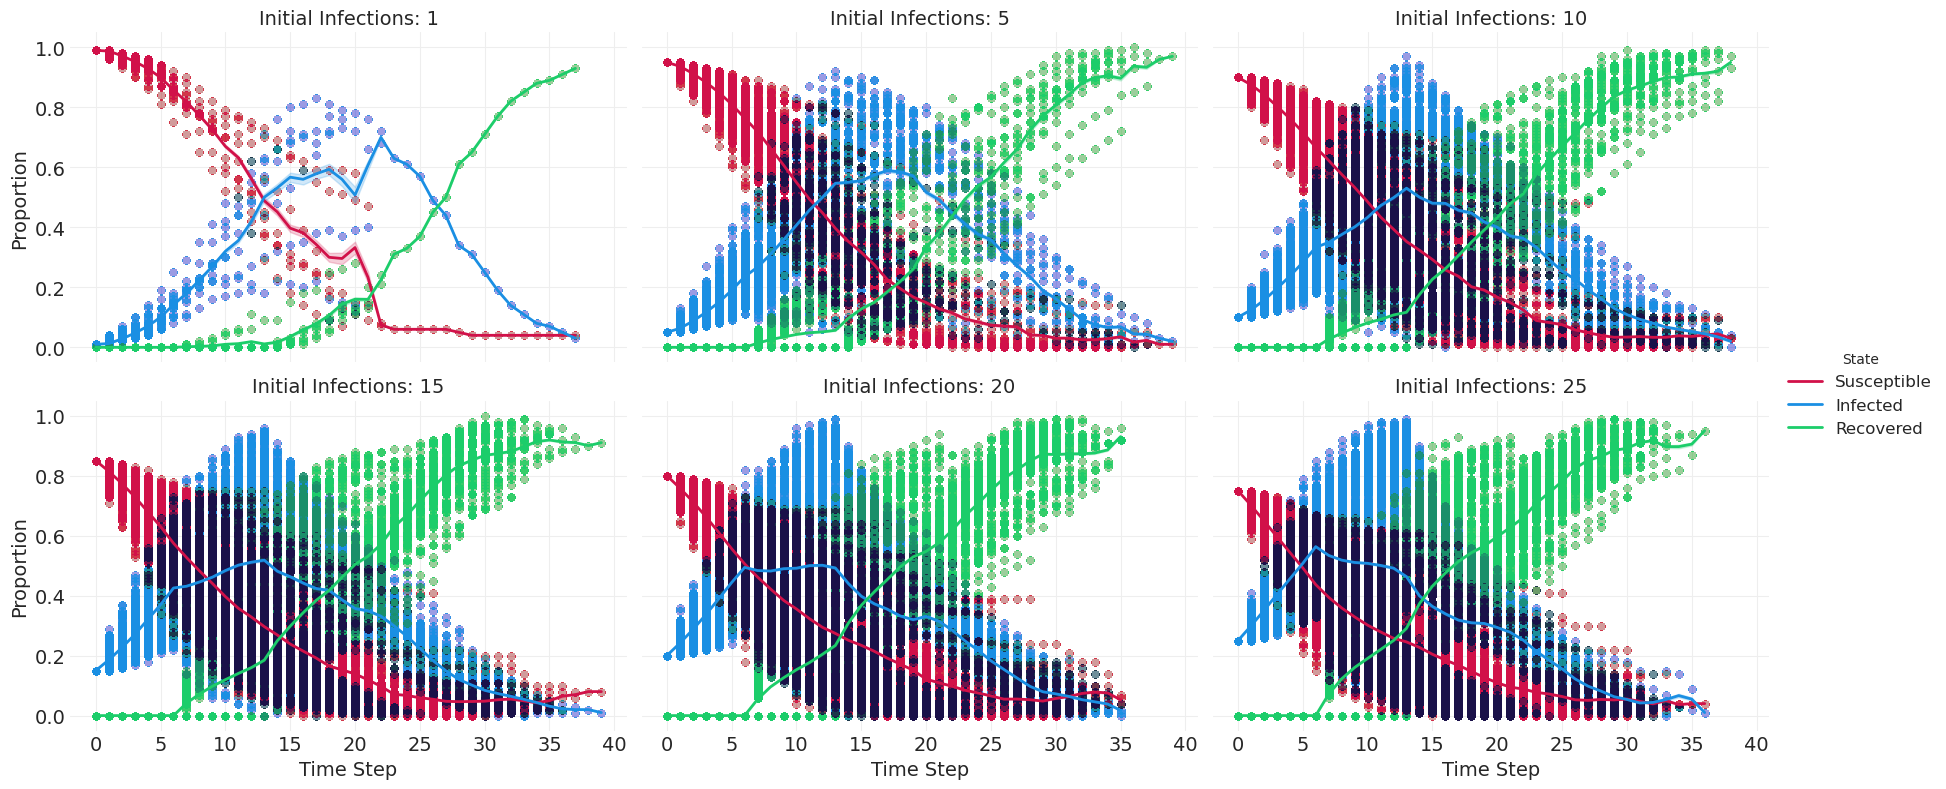 Initial Infections: 1
Initial Infections: 5
Initial Infections: 10
1.0
0.8
0.6
0.4
0.2
0.0
Proportion
State
Susceptible
Infected
Recovered
Initial Infections: 15
Initial Infections: 20
Initial Infections: 25
1.0
0.8
0.6
0.4
0.2
0.0
Proportion
0 5 10 15 20 25 30 35 40
0 5 10 15 20 25 30 35 40
0 5 10 15 20 25 30 35 40
Time Step
Time Step
Time Step